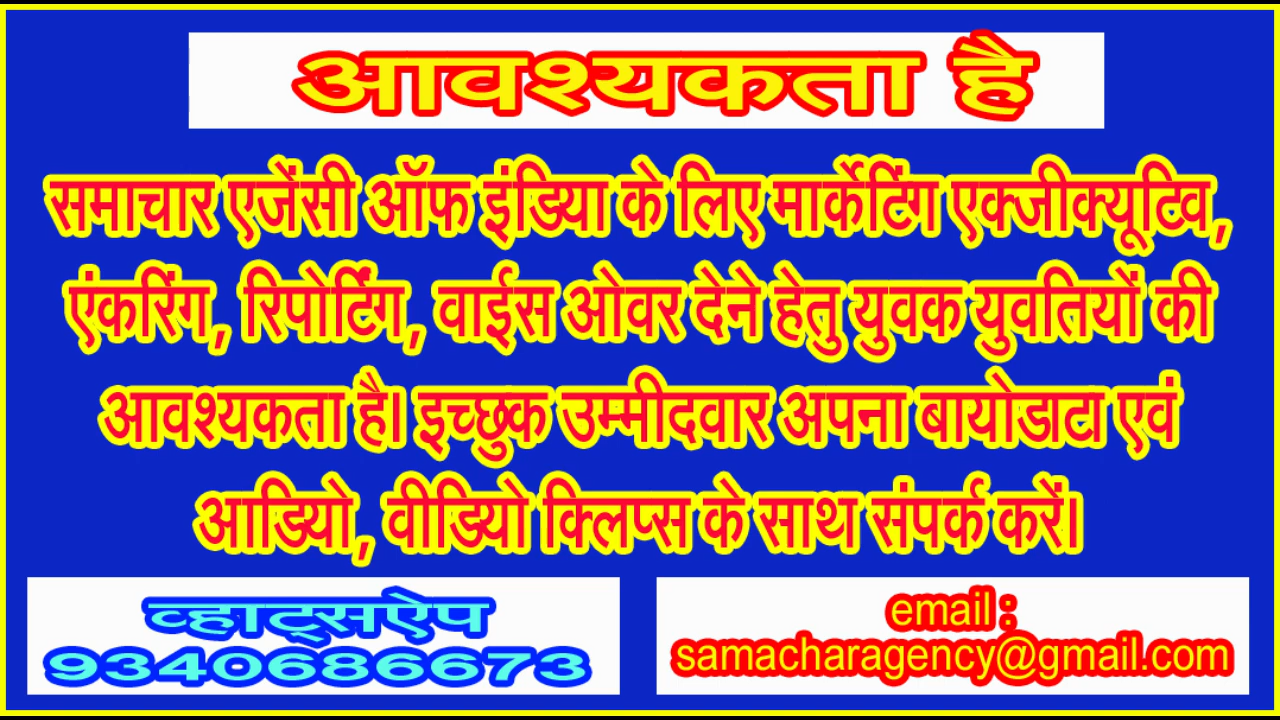 आवश्यकता है
समाचार एजेंसी ऑफ इंडिया के लिए मार्केटिंग एक्जीक्यूटिव,
एंकरिंग, रिपोर्टिंग, वाईस ओवर देने हेतु युवक युवतियों की
आवश्यकता है। इच्छुक उम्मीदवार अपना बायोडाटा एवं
आडियो, वीडियो क्लिप्स के साथ संपर्क करें।
व्हाट्सऐप
9340686673
email :
samacharagency@gmail.com